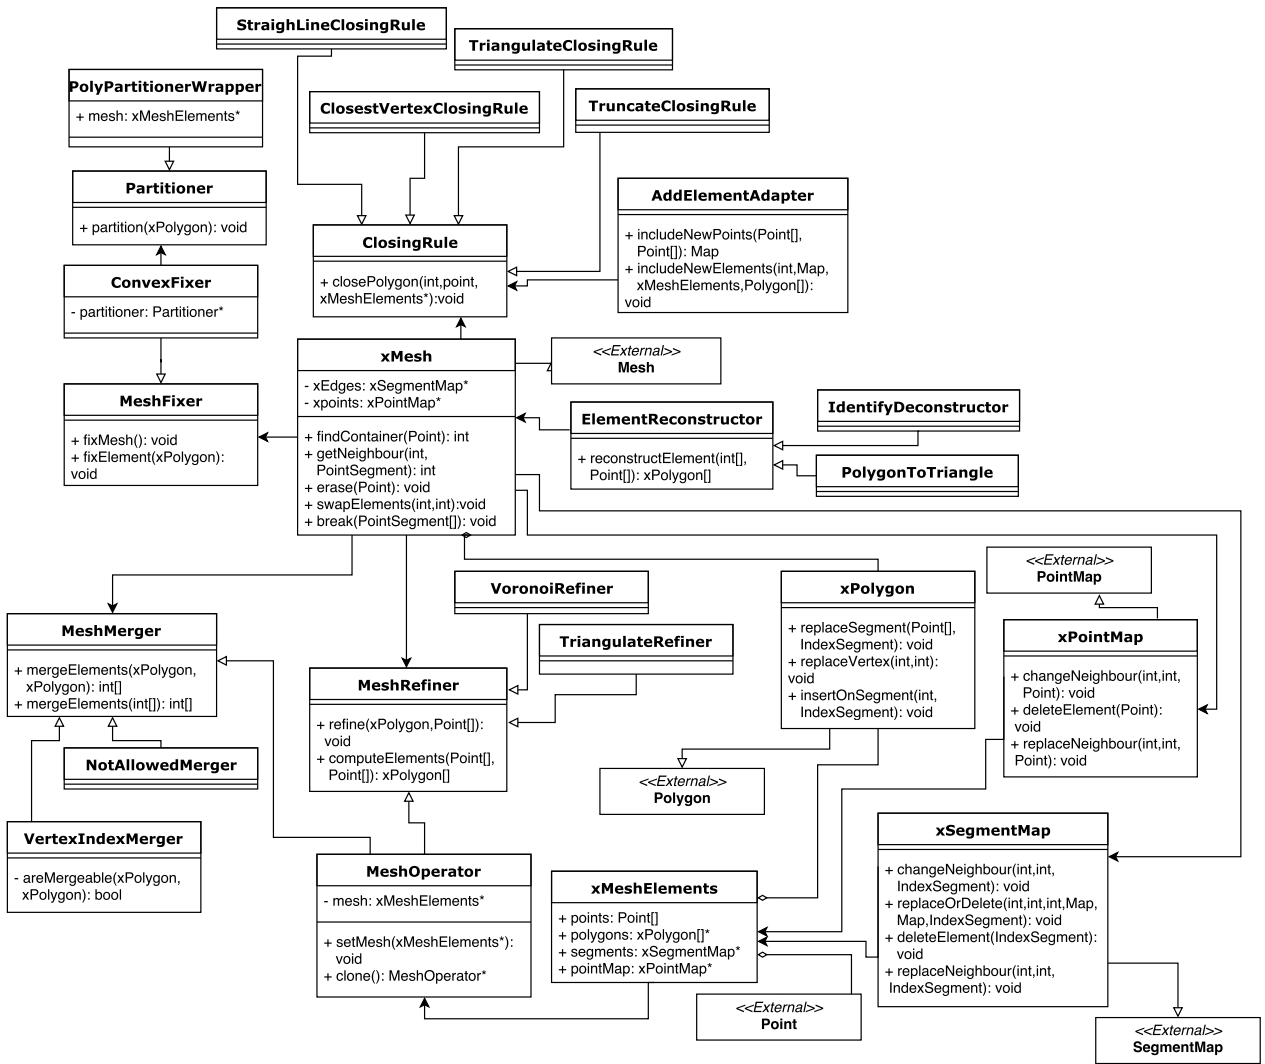 StraighLineClosingRule
TriangulateClosingRule
PolyPartitionerWrapper
+ mesh: xMeshElements*
ClosestVertexClosingRule
TruncateClosingRule
Partitioner
+ partition(xPolygon): void
AddElementAdapter
+ includeNewPoints(Point[],
Point[]): Map
+ includeNewElements(int,Map,
xMeshElements,Polygon[]):
void
ClosingRule
+ closePolygon(int,point,
xMeshElements*):void
ConvexFixer
- partitioner: Partitioner*
xMesh
- xEdges: xSegmentMap*
- xpoints: xPointMap*
+ findContainer(Point): int
+ getNeighbour(int,
PointSegment): int
+ erase(Point): void
+ swapElements(int,int):void
+ break(PointSegment[]): void
<<External>>
Mesh
MeshFixer
+ fixMesh(): void
+ fixElement(xPolygon):
void
ElementReconstructor
+ reconstructElement(int[],
Point[]): xPolygon[]
IdentifyDeconstructor
PolygonToTriangle
<<External>>
PointMap
VoronoiRefiner
xPolygon
+ replaceSegment(Point[],
IndexSegment): void
+ replaceVertex(int,int):
void
+ insertOnSegment(int,
IndexSegment): void
MeshMerger
+ mergeElements(xPolygon,
xPolygon): int[]
+ mergeElements(int[]): int[]
TriangulateRefiner
xPointMap
+ changeNeighbour(int,int,
Point): void
+ deleteElement(Point):
void
+ replaceNeighbour(int,int,
Point): void
MeshRefiner
+ refine(xPolygon,Point[]):
void
+ computeElements(Point[],
Point[]): xPolygon[]
NotAllowedMerger
<<External>>
Polygon
VertexIndexMerger
- areMergeable(xPolygon,
xPolygon): bool
xSegmentMap
+ changeNeighbour(int,int,
IndexSegment): void
+ replaceOrDelete(int,int,int,Map,
Map,IndexSegment): void
+ deleteElement(IndexSegment):
void
+ replaceNeighbour(int,int,
IndexSegment): void
MeshOperator
- mesh: xMeshElements*
+ setMesh(xMeshElements*):
void
+ clone(): MeshOperator*
xMeshElements
+ points: Point[]
+ polygons: xPolygon[]*
+ segments: xSegmentMap*
+ pointMap: xPointMap*
<<External>>
Point
<<External>>
SegmentMap